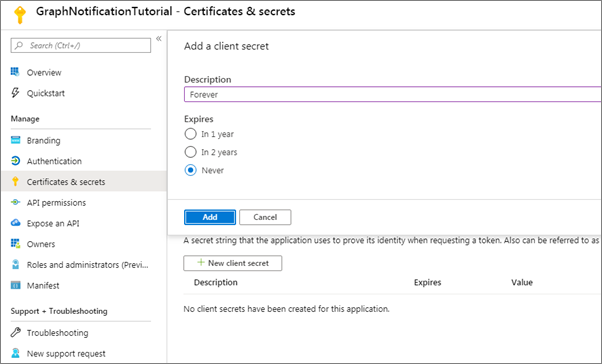 GraphNotificationTutorial - Certificates & secrets
Search (Ctrl+/)
«
Overview
Quickstart
Manage
Branding
Authentication
Certificates & secrets
API permissions
Expose an API
Owners
Roles and administrators (Previ...
Manifest
Support + Troubleshooting
Troubleshooting
New support request
Add a client secret
Description
Forever
Expires
In 1 year
In 2 years
Never
Add Cancel
A secret string that the application uses to prove its identity when requesting a token. Also can be referred to as
+ New client secret
Description Expires Value
No client secrets have been created for this application.